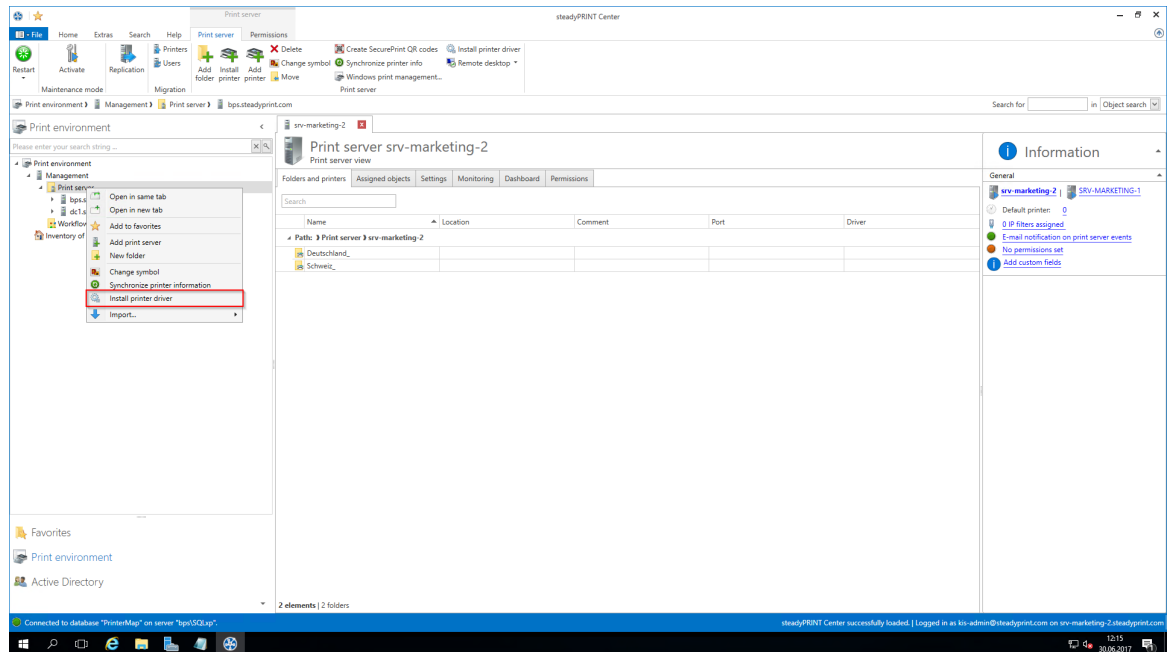 Print server
steadyPRINT Center
File Home Extras Search Help Print server Permissions
Restart
Activate
Replication
Printers
Users
Add folder
Install printer
Add printer
Delete
Change symbol
Move
Create SecurePrint QR codes
Synchronize printer info
Windows print management...
Install printer driver
Remote desktop
Maintenance mode
Migration
Print server
Print environment Management Print server bps.steadyprint.com
Search for in Object search
Print environment
Please enter your search string ...
Print environment
Management
Print server
bps.s
dc1.s
Workflow
Inventory of
Open in same tab
Open in new tab
Add to favorites
Add print server
New folder
Change symbol
Synchronize printer information
Install printer driver
Import...
Favorites
Print environment
Active Directory
srv-marketing-2
Print server srv-marketing-2
Print server view
Folders and printers Assigned objects Settings Monitoring Dashboard Permissions
Search
Name Location Comment Port Driver
Path: Print server srv-marketing-2
Deutschland_
Schweiz_
2 elements | 2 folders
Information
General
srv-marketing-2 | SRV-MARKETING-1
Default printer: 0
0 IP filters assigned
E-mail notification on print server events
No permissions set
Add custom fields
Connected to database "PrinterMap" on server "bps\SQLxp".
steadyPRINT Center successfully loaded. | Logged in as kis-admin@steadyprint.com on srv-marketing-2.steadyprint.com
12:15
30.06.2017